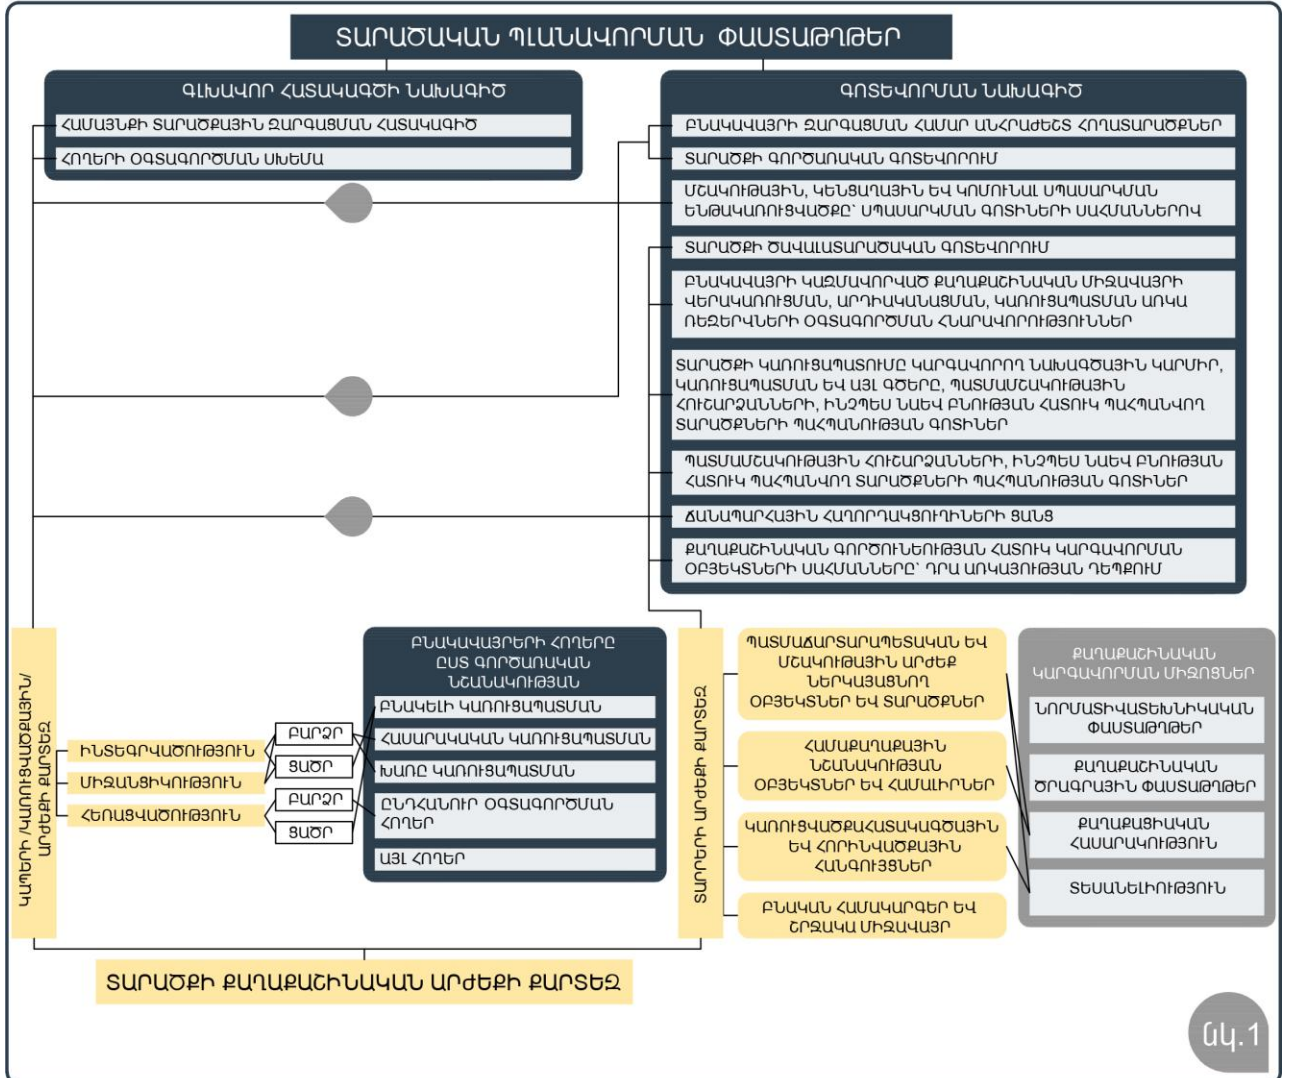 ՏԱՐԱԾԱԿԱՆ ՊԼԱՆԱՎՈՐՄԱՆ ՓԱՍՏԱԹՂԹԵՐ
ԳԼԽԱՎՈՐ ՀԱՏԱԿԱԳԾԻ ՆԱԽԱԳԻԾ
ՀԱՄԱՅՆՔԻ ՏԱՐԱԾՔԱՅԻՆ ԶԱՐԳԱՑՄԱՆ ՀԱՏԱԿԱԳԻԾ
ՀՈՂԵՐԻ ՕԳՏԱԳՈՐԾՄԱՆ ՍԽԵՄԱ
ԳՈՏԵՎՈՐՄԱՆ ՆԱԽԱԳԻԾ
ԲՆԱԿԱՎԱՅՐԻ ԶԱՐԳԱՑՄԱՆ ՀԱՄԱՐ ԱՆՀՐԱԺԵՇՏ ՀՈՂԱՏԱՐԱԾՔՆԵՐ
ՏԱՐԱԾՔԻ ԳՈՐԾԱՌԱԿԱՆ ԳՈՏԵՎՈՐՈՒՄ
ՄՇԱԿՈՒԹԱՅԻՆ, ԿԵՆՑԱՂԱՅԻՆ ԵՎ ԿՈՄՈՒՆԱԼ ՍՊԱՍԱՐԿՄԱՆ
ԵՆԹԱԿԱՌՈՒՑՎԱԾՔԸ՝ ՍՊԱՍԱՐԿՄԱՆ ԳՈՏԻՆԵՐԻ ՍԱՀՄԱՆՆԵՐՈՎ
ՏԱՐԱԾՔԻ ԾԱՎԱԼԱՏԱՐԱԾԱԿԱՆ ԳՈՏԵՎՈՐՈՒՄ
ԲՆԱԿԱՎԱՅՐԻ ԿԱԶՄԱՎՈՐՎԱԾ ՔԱՂԱՔԱՇԻՆԱԿԱՆ ՄԻՋԱՎԱՅՐԻ
ՎԵՐԱԿԱՌՈՒՑՄԱՆ, ԱՐԴԻԱԿԱՆԱՑՄԱՆ, ԿԱՌՈՒՑԱՊԱՏՄԱՆ ԱՌԿԱ
ՌԵԶԵՐՎՆԵՐԻ ՕԳՏԱԳՈՐԾՄԱՆ ՀՆԱՐԱՎՈՐՈՒԹՅՈՒՆՆԵՐ
ՏԱՐԱԾՔԻ ԿԱՌՈՒՑԱՊԱՏՈՒՄԸ ԿԱՐԳԱՎՈՐՈՂ ՆԱԽԱԳԾԱՅԻՆ ԿԱՐՄԻՐ,
ԿԱՌՈՒՑԱՊԱՏՄԱՆ ԵՎ ԱՅԼ ԳԾԵՐԸ, ՊԱՏՄԱՄՇԱԿՈՒԹԱՅԻՆ
ՀՈՒՇԱՐՁԱՆՆԵՐԻ, ԻՆՉՊԵՍ ՆԱԵՎ ԲՆՈՒԹՅԱՆ ՀԱՏՈՒԿ ՊԱՀՊԱՆՎՈՂ
ՏԱՐԱԾՔՆԵՐԻ ՊԱՀՊԱՆՈՒԹՅԱՆ ԳՈՏԻՆԵՐ
ՊԱՏՄԱՄՇԱԿՈՒԹԱՅԻՆ ՀՈՒՇԱՐՁԱՆՆԵՐԻ, ԻՆՉՊԵՍ ՆԱԵՎ ԲՆՈՒԹՅԱՆ
ՀԱՏՈՒԿ ՊԱՀՊԱՆՎՈՂ ՏԱՐԱԾՔՆԵՐԻ ՊԱՀՊԱՆՈՒԹՅԱՆ ԳՈՏԻՆԵՐ
ՃԱՆԱՊԱՐՀԱՅԻՆ ՀԱՂՈՐԴԱԿՑՈՒՂԻՆԵՐԻ ՑԱՆՑ
ՔԱՂԱՔԱՇԻՆԱԿԱՆ ԳՈՐԾՈՒՆԵՈՒԹՅԱՆ ՀԱՏՈՒԿ ԿԱՐԳԱՎՈՐՄԱՆ
ՕԲՅԵԿՏՆԵՐԻ ՍԱՀՄԱՆՆԵՐԸ՝ ԴՐԱ ԱՌԿԱՅՈՒԹՅԱՆ ԴԵՊՔՈՒՄ
ԿԱՊԵՐԻ /ԿԱՌՈՒՑՎԱԾՔԱՅԻՆ/
ԱՐԺԵՔԻ ՔԱՐՏԵԶ
ԻՆՏԵԳՐՎԱԾՈՒԹՅՈՒՆ
ՄԻՋԱՆՑԻԿՈՒԹՅՈՒՆ
ՀԵՌԱՑՎԱԾՈՒԹՅՈՒՆ
ԲԱՐՁՐ
ՑԱԾՐ
ԲԱՐՁՐ
ՑԱԾՐ
ԲՆԱԿԱՎԱՅՐԵՐԻ ՀՈՂԵՐԸ
ԸՍՏ ԳՈՐԾԱՌԱԿԱՆ
ՆՇԱՆԱԿՈՒԹՅԱՆ
ԲՆԱԿԵԼԻ ԿԱՌՈՒՑԱՊԱՏՄԱՆ
ՀԱՍԱՐԱԿԱԿԱՆ ԿԱՌՈՒՑԱՊԱՏՄԱՆ
ԽԱՌԸ ԿԱՌՈՒՑԱՊԱՏՄԱՆ
ԸՆԴՀԱՆՈՒՐ ՕԳՏԱԳՈՐԾՄԱՆ
ՀՈՂԵՐ
ԱՅԼ ՀՈՂԵՐ
ՏԱՐՐԵՐԻ ԱՐԺԵՔԻ ՔԱՐՏԵԶ
ՊԱՏՄԱՃԱՐՏԱՐԱՊԵՏԱԿԱՆ ԵՎ
ՄՇԱԿՈՒԹԱՅԻՆ ԱՐԺԵՔ
ՆԵՐԿԱՅԱՑՆՈՂ
ՕԲՅԵԿՏՆԵՐ ԵՎ ՏԱՐԱԾՔՆԵՐ
ՀԱՄԱՔԱՂԱՔԱՅԻՆ
ՆՇԱՆԱԿՈՒԹՅԱՆ
ՕԲՅԵԿՏՆԵՐ ԵՎ ՀԱՄԱԼԻՐՆԵՐ
ԿԱՌՈՒՑՎԱԾՔԱՀԱՏԱԿԱԳԾԱՅԻՆ
ԵՎ ՀՈՐԻՆՎԱԾՔԱՅԻՆ
ՀԱՆԳՈՒՅՑՆԵՐ
ԲՆԱԿԱՆ ՀԱՄԱԿԱՐԳԵՐ ԵՎ
ՇՐՋԱԿԱ ՄԻՋԱՎԱՅՐ
ՔԱՂԱՔԱՇԻՆԱԿԱՆ
ԿԱՐԳԱՎՈՐՄԱՆ ՄԻՋՈՑՆԵՐ
ՆՈՐՄԱՏԻՎԱՏԵԽՆԻԿԱԿԱՆ
ՓԱՍՏԱԹՂԹԵՐ
ՔԱՂԱՔԱՇԻՆԱԿԱՆ
ԾՐԱԳՐԱՅԻՆ ՓԱՍՏԱԹՂԹԵՐ
ՔԱՂԱՔԱՑԻԱԿԱՆ
ՀԱՍԱՐԱԿՈՒԹՅՈՒՆ
ՏԵՍԱՆԵԼԻՈՒԹՅՈՒՆ
ՏԱՐԱԾՔԻ ՔԱՂԱՔԱՇԻՆԱԿԱՆ ԱՐԺԵՔԻ ՔԱՐՏԵԶ
նկ.1